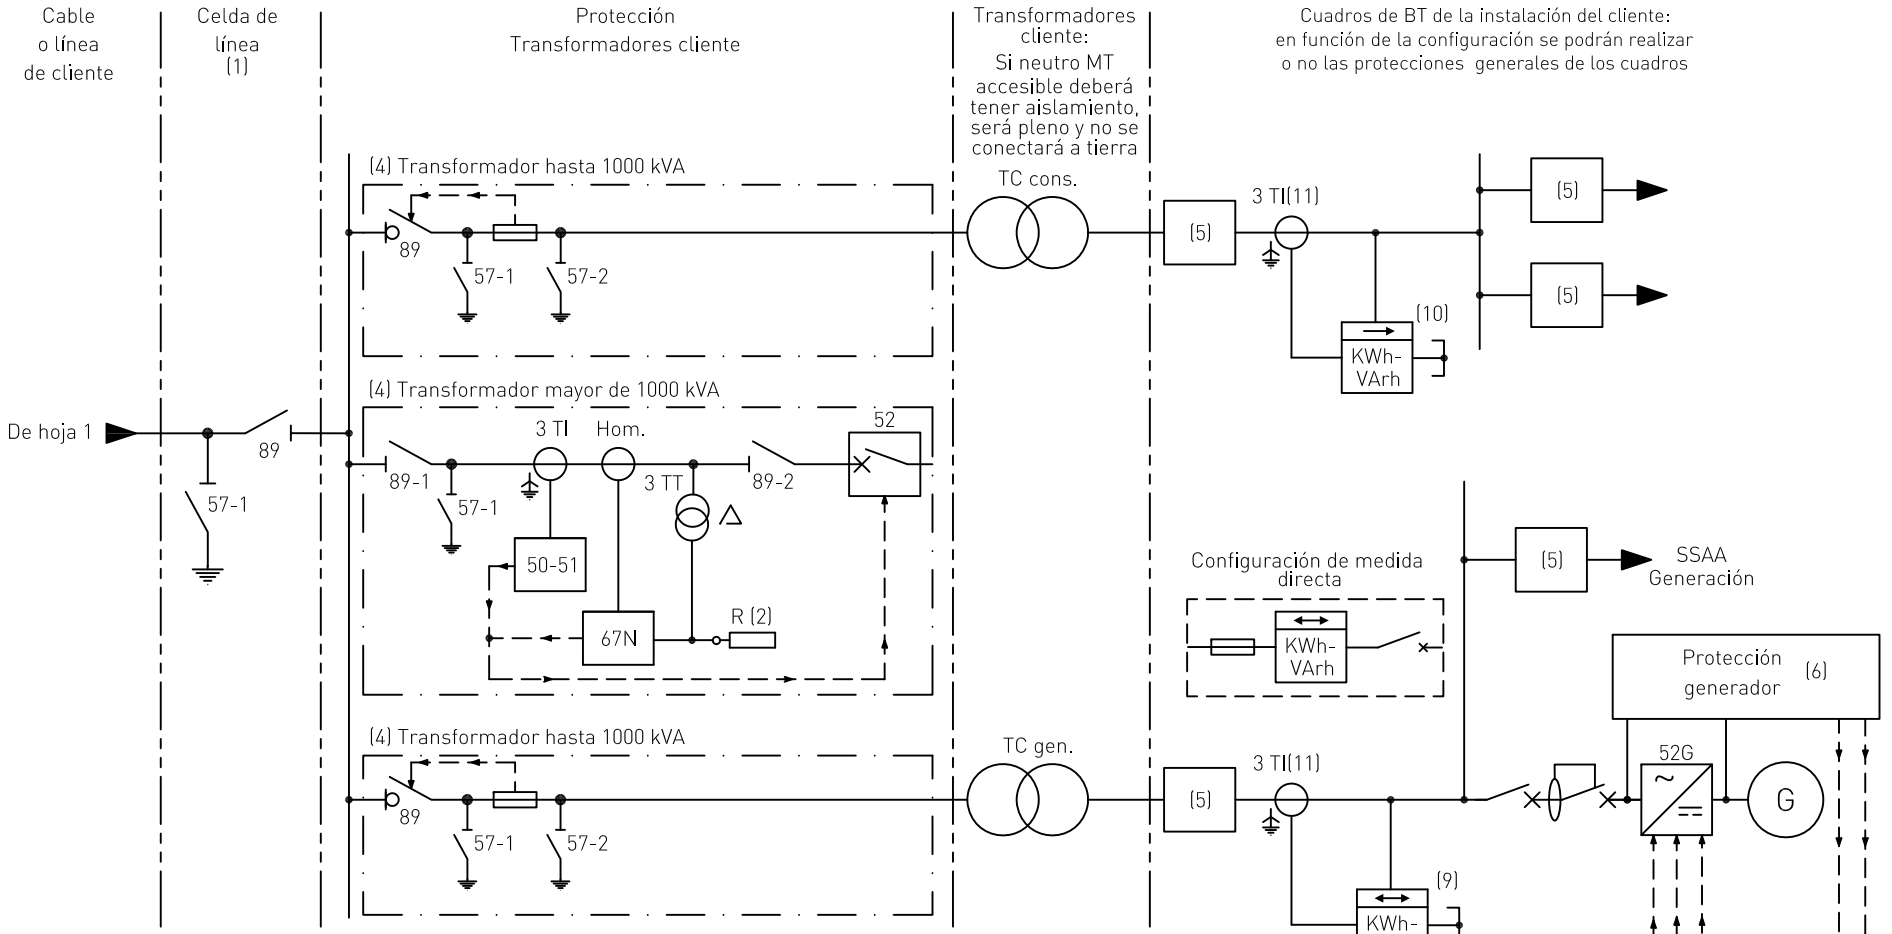 Cable
o línea
de cliente
Celda de
línea
(1)
Protección
Transformadores cliente
Transformadores
cliente:
Si neutro MT
accesible deberá
tener aislamiento,
será pleno y no se
conectará a tierra
Cuadros de BT de la instalación del cliente:
en función de la configuración se podrán realizar
o no las protecciones generales de los cuadros
(4) Transformador hasta 1000 kVA
89
57-1
57-2
TC cons.
(5)
3 TI(11)
(5)
(5)
(10)
KWh-
VArh
(4) Transformador mayor de 1000 kVA
De hoja 1
89
57-1
89-1
57-1
3 TI
Hom.
3 TT
89-2
52
50-51
67N
R (2)
Configuración de medida
directa
KWh-
VArh
(5)
SSAA
Generación
Protección
generador
(6)
(4) Transformador hasta 1000 kVA
89
57-1
57-2
TC gen.
(5)
3 TI(11)
52G
G
(9)
KWh-